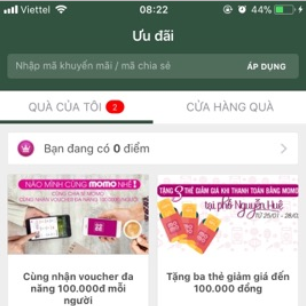 Viettel 08:22 44%
Ưu đãi
Nhập mã khuyến mãi / mã chia sẻ ÁP DỤNG
QUÀ CỦA TÔI 2 CỬA HÀNG QUÀ
Bạn đang có 0 điểm
NÀO MÌNH CÙNG MOMO NHÉ!
TẶNG 3 THẺ GIẢM GIÁ KHI THANH TOÁN BẰNG MOMO
tại phố Nguyễn Huệ
Cùng nhận voucher đa
năng 100.000đ mỗi
người
Tặng ba thẻ giảm giá đến
100.000 đồng